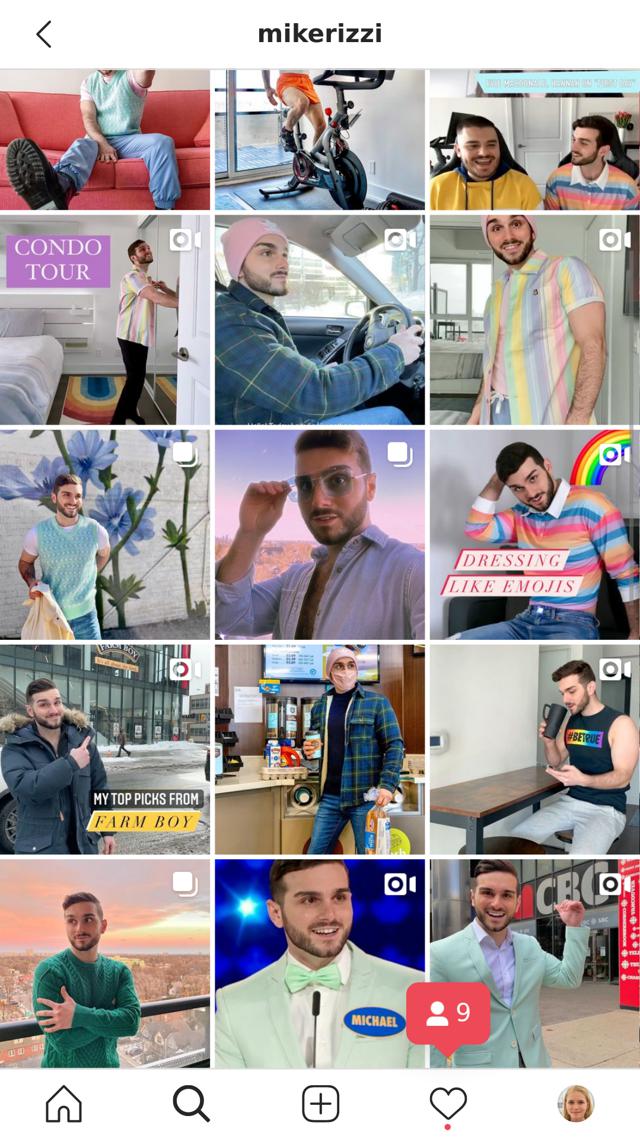 mikerizzi
CONDO
TOUR
DRESSING
LIKE EMOJIS
FARM BOY
MY TOP PICKS FROM
FARM BOY
#BETRUE
MICHAEL
CBC
9